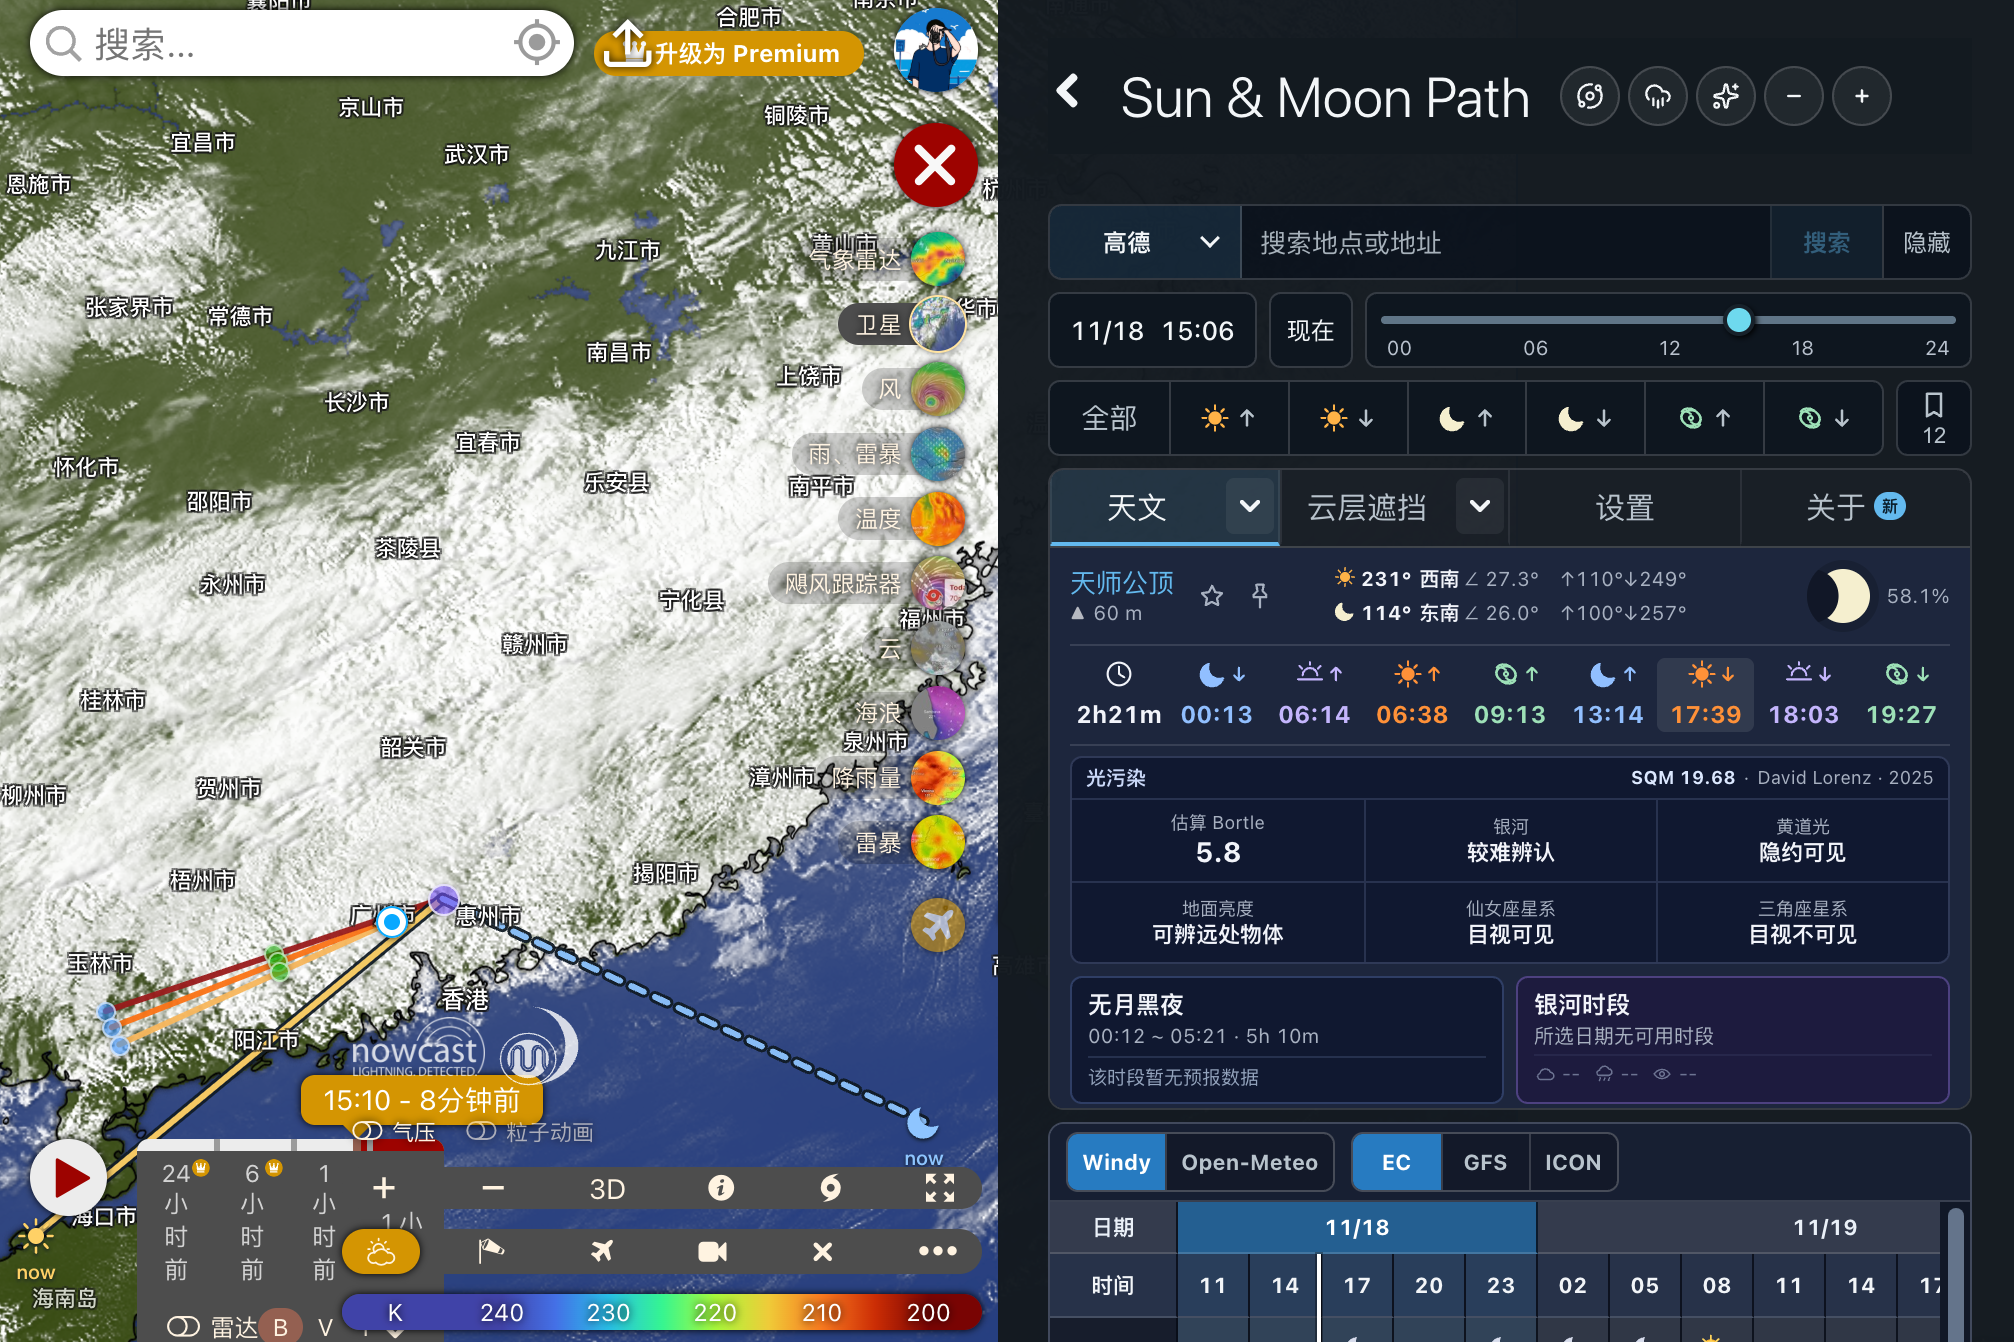 襄阳市
合肥市
南京市
搜索...
升级为 Premium
京山市
铜陵市
宜昌市
武汉市
恩施市
黄山市
九江市
气象雷达
张家界市
常德市
卫星
南昌市
上饶市
长沙市
风
宜春市
雨、雷暴
怀化市
乐安县
南平市
邵阳市
温度
茶陵县
永州市
飓风跟踪器
宁化县
福州市
赣州市
云
桂林市
海浪
韶关市
泉州市
漳州市
降雨量
贺州市
柳州市
雷暴
揭阳市
梧州市
广州市
惠州市
玉林市
香港
阳江市
nowcast
LIGHTNING DETECTED
15:10 - 8分钟前
气压
粒子动画
now
24小时前
6小时前
1小时前
1小
+
−
3D
海口市
now
海南岛
雷达
B
V
K 240 230 220 210 200
Sun & Moon Path
高德
搜索地点或地址
搜索
隐藏
11/18 15:06
现在
00 06 12 18 24
全部
↑
↓
↑
↓
↑
↓
12
天文
云层遮挡
设置
关于 新
天师公顶
▲ 60 m
231° 西南 ∠ 27.3° ↑110°↓249°
114° 东南 ∠ 26.0° ↑100°↓257°
58.1%
2h21m 00:13 06:14 06:38 09:13 13:14 17:39 18:03 19:27
光污染
SQM 19.68 · David Lorenz · 2025
估算 Bortle
5.8
银河
较难辨认
黄道光
隐约可见
地面亮度
可辨远处物体
仙女座星系
目视可见
三角座星系
目视不可见
无月黑夜
00:12 ~ 05:21 · 5h 10m
该时段暂无预报数据
银河时段
所选日期无可用时段
-- -- --
Windy
Open-Meteo
EC
GFS
ICON
日期 11/18 11/19
时间 11 14 17 20 23 02 05 08 11 14 17